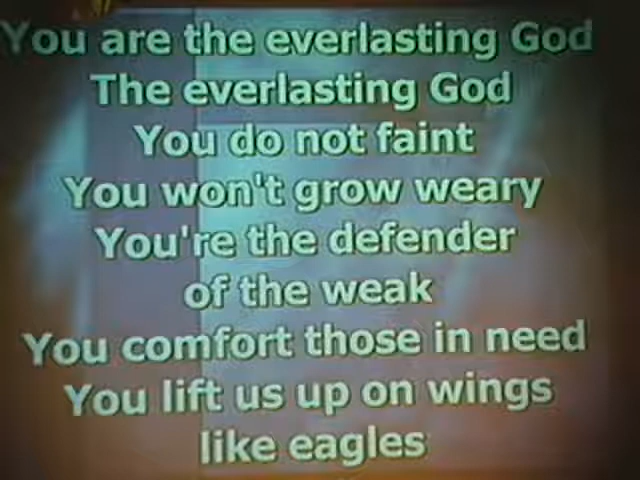 You are the everlasting God
The everlasting God
You do not faint
You won't grow weary
You're the defender
of the weak
You comfort those in need
You lift us up on wings
like eagles